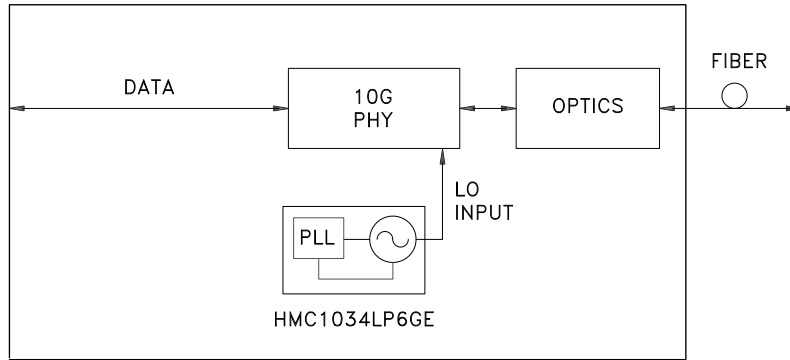 FIBER
DATA
10G
PHY
OPTICS
LO
INPUT
PLL
HMC1034LP6GE